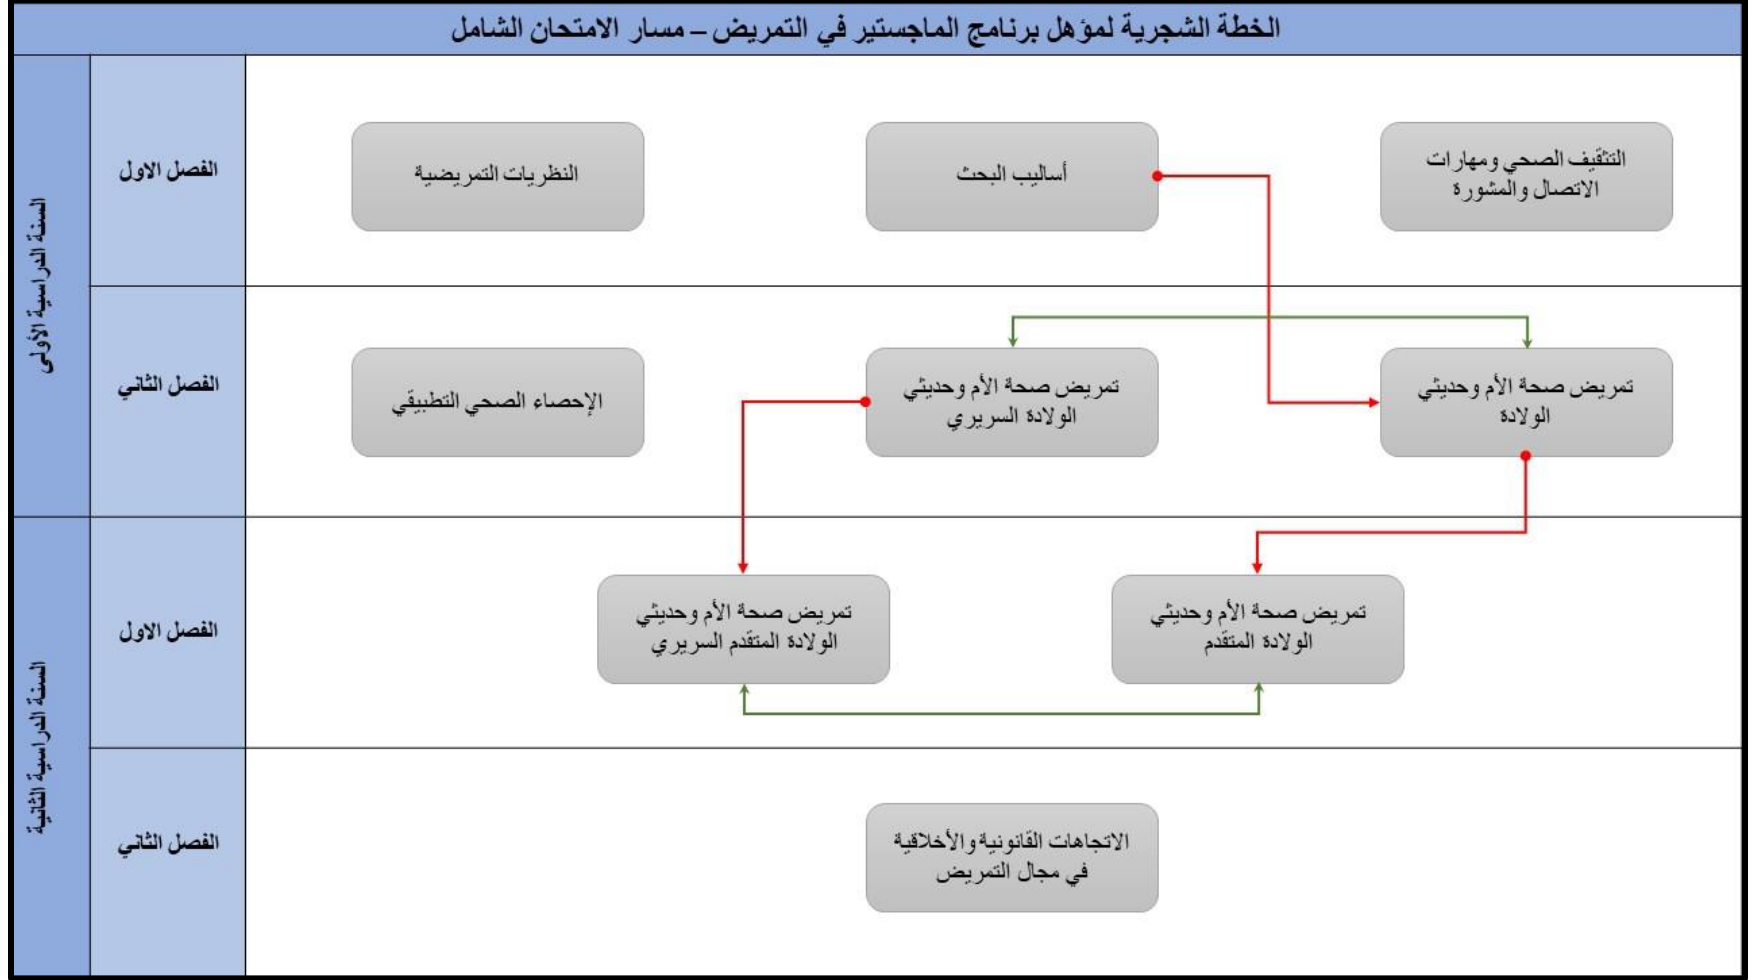 الخطة الشجرية لمؤهل برنامج الماجستير في التمريض – مسار الامتحان الشامل
السنة الدراسية الأولى
الفصل الاول
التثقيف الصحي ومهارات
الاتصال والمشورة
أساليب البحث
النظريات التمريضية
الفصل الثاني
تمريض صحة الأم وحديثي
الولادة
تمريض صحة الأم وحديثي
الولادة السريري
الإحصاء الصحي التطبيقي
السنة الدراسية الثانية
الفصل الاول
تمريض صحة الأم وحديثي
الولادة المتقدم
تمريض صحة الأم وحديثي
الولادة المتقدم السريري
الفصل الثاني
الاتجاهات القانونية والأخلاقية
في مجال التمريض